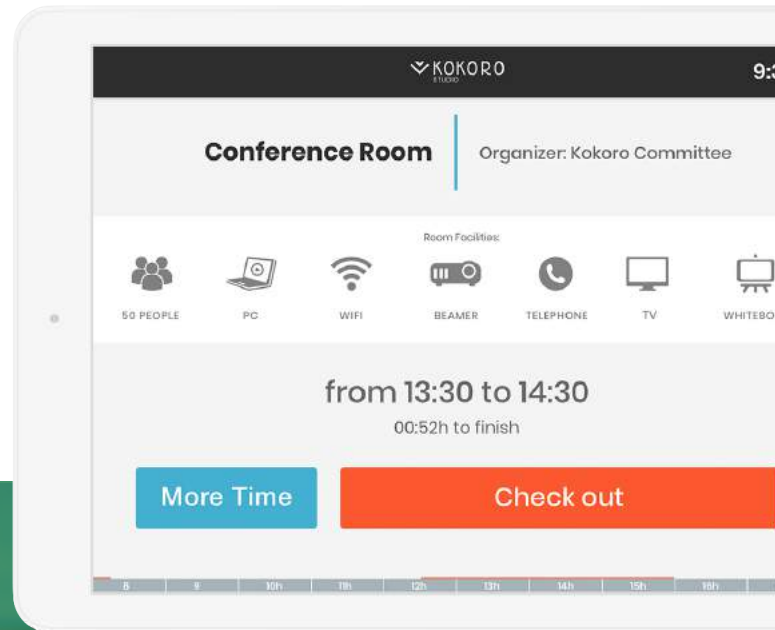 KOKORO
STUDIO
9:3
Conference Room
Organizer: Kokoro Committee
Room Facilities:
50 PEOPLE
PC
WIFI
BEAMER
TELEPHONE
TV
WHITEBO
from 13:30 to 14:30
00:52h to finish
More Time
Check out
8 9 10h 11h 12h 13h 14h 15h 16h